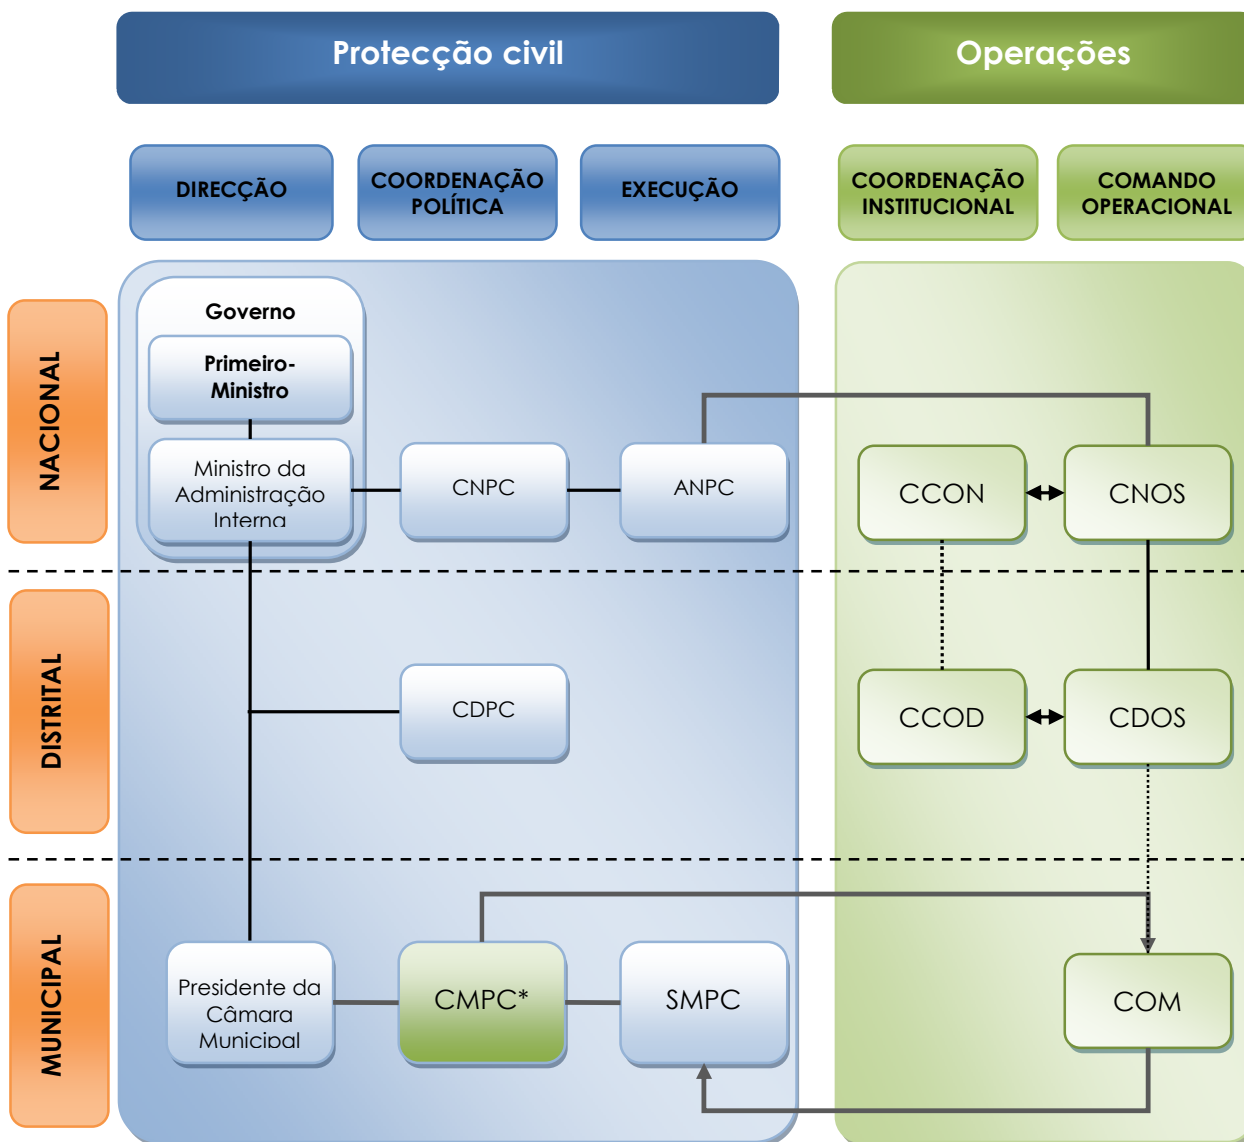 Protecção civil
Operações
DIRECÇÃO
COORDENAÇÃO
POLÍTICA
EXECUÇÃO
COORDENAÇÃO
INSTITUCIONAL
COMANDO
OPERACIONAL
NACIONAL
Governo
Primeiro-
Ministro
Ministro da
Administração
Interna
CNPC
ANPC
CCON
CNOS
DISTRITAL
CDPC
CCOD
CDOS
MUNICIPAL
Presidente da
Câmara
Municipal
CMPC*
SMPC
COM